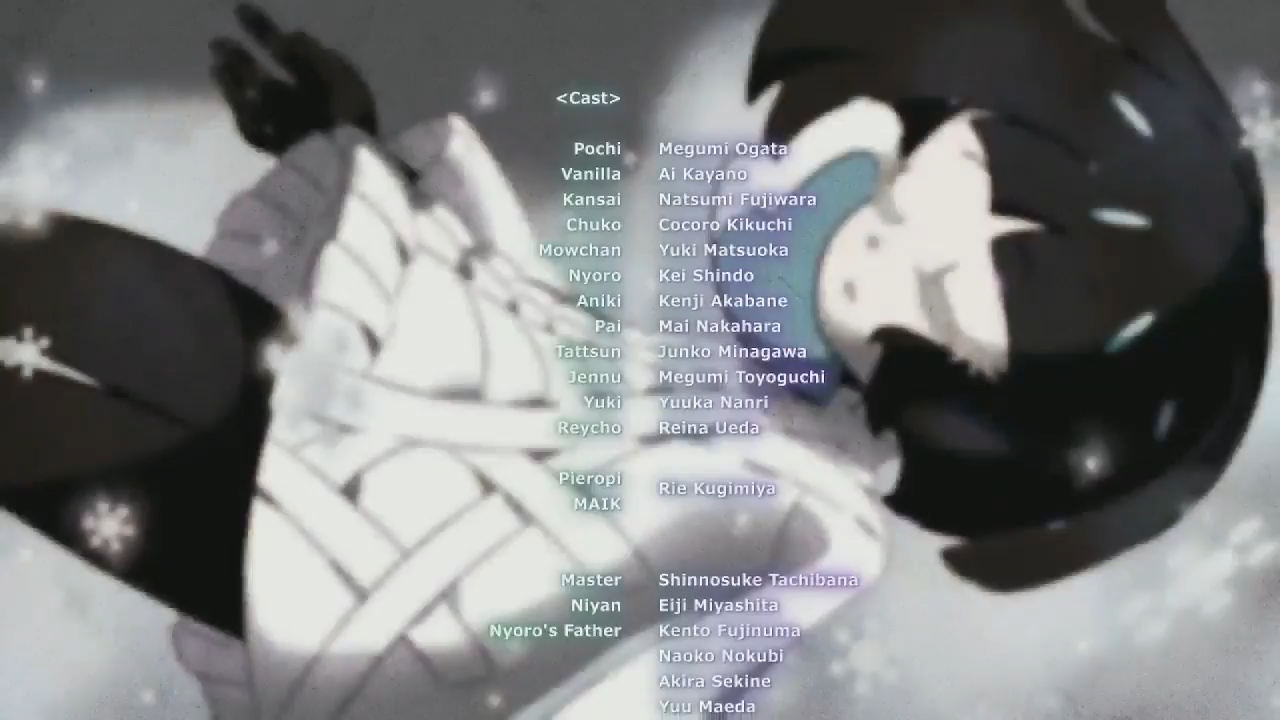 <Cast>
Pochi Megumi Ogata
Vanilla Ai Kayano
Kansai Natsumi Fujiwara
Chuko Cocoro Kikuchi
Mowchan Yuki Matsuoka
Nyoro Kei Shindo
Aniki Kenji Akabane
Pai Mai Nakahara
Tattsun Junko Minagawa
Jennu Megumi Toyoguchi
Yuki Yuuka Nanri
Reycho Reina Ueda
Pieropi
MAIK Rie Kugimiya
Master Shinnosuke Tachibana
Niyan Eiji Miyashita
Nyoro's Father Kento Fujinuma
Naoko Nokubi
Akira Sekine
Yuu Maeda